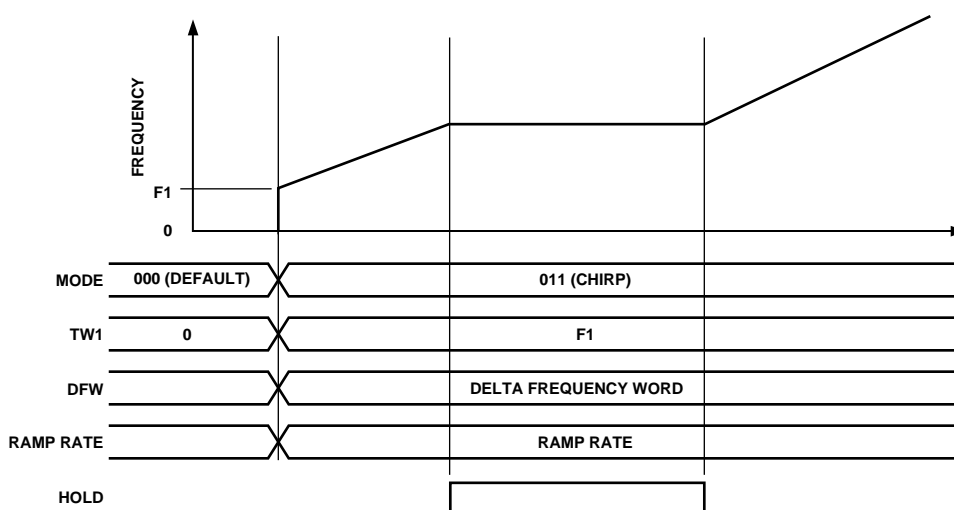 FREQUENCY
F1
0
MODE 000 (DEFAULT) 011 (CHIRP)
TW1 0 F1
DFW DELTA FREQUENCY WORD
RAMP RATE RAMP RATE
HOLD